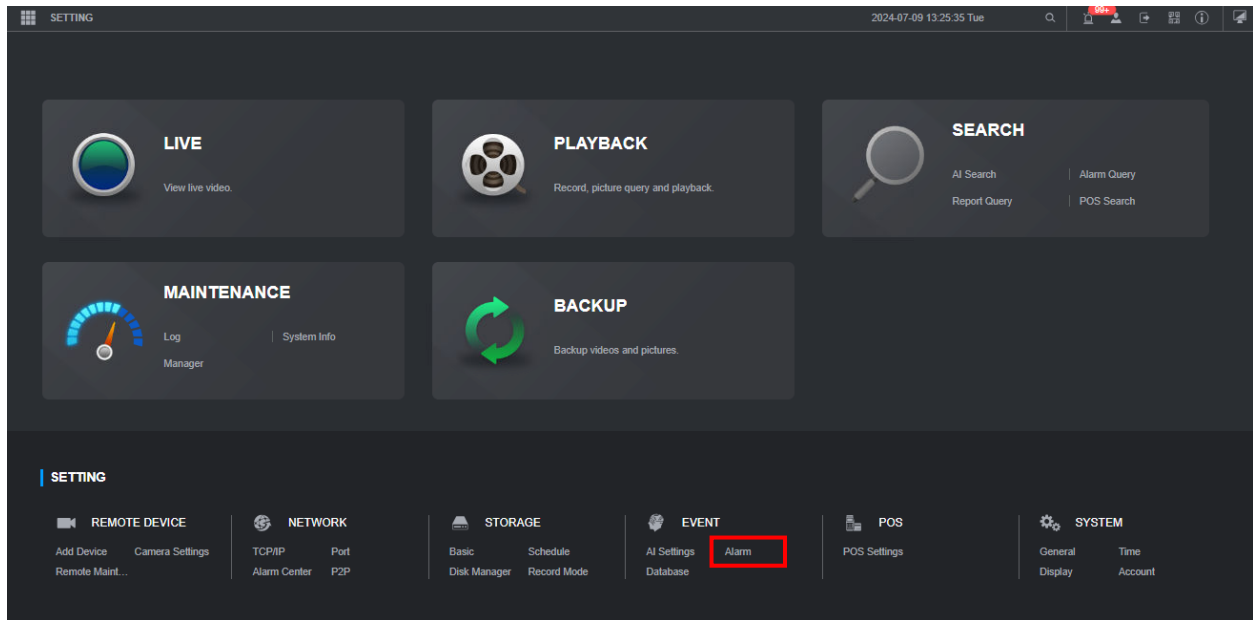 SETTING
2024-07-09 13:25:35 Tue
99+
LIVE
View live video.
PLAYBACK
Record, picture query and playback.
SEARCH
AI Search
Alarm Query
Report Query
POS Search
MAINTENANCE
Log
System Info
Manager
BACKUP
Backup videos and pictures.
SETTING
REMOTE DEVICE
Add Device
Camera Settings
Remote Maint...
NETWORK
TCP/IP
Port
Alarm Center
P2P
STORAGE
Basic
Schedule
Disk Manager
Record Mode
EVENT
AI Settings
Alarm
Database
POS
POS Settings
SYSTEM
General
Time
Display
Account